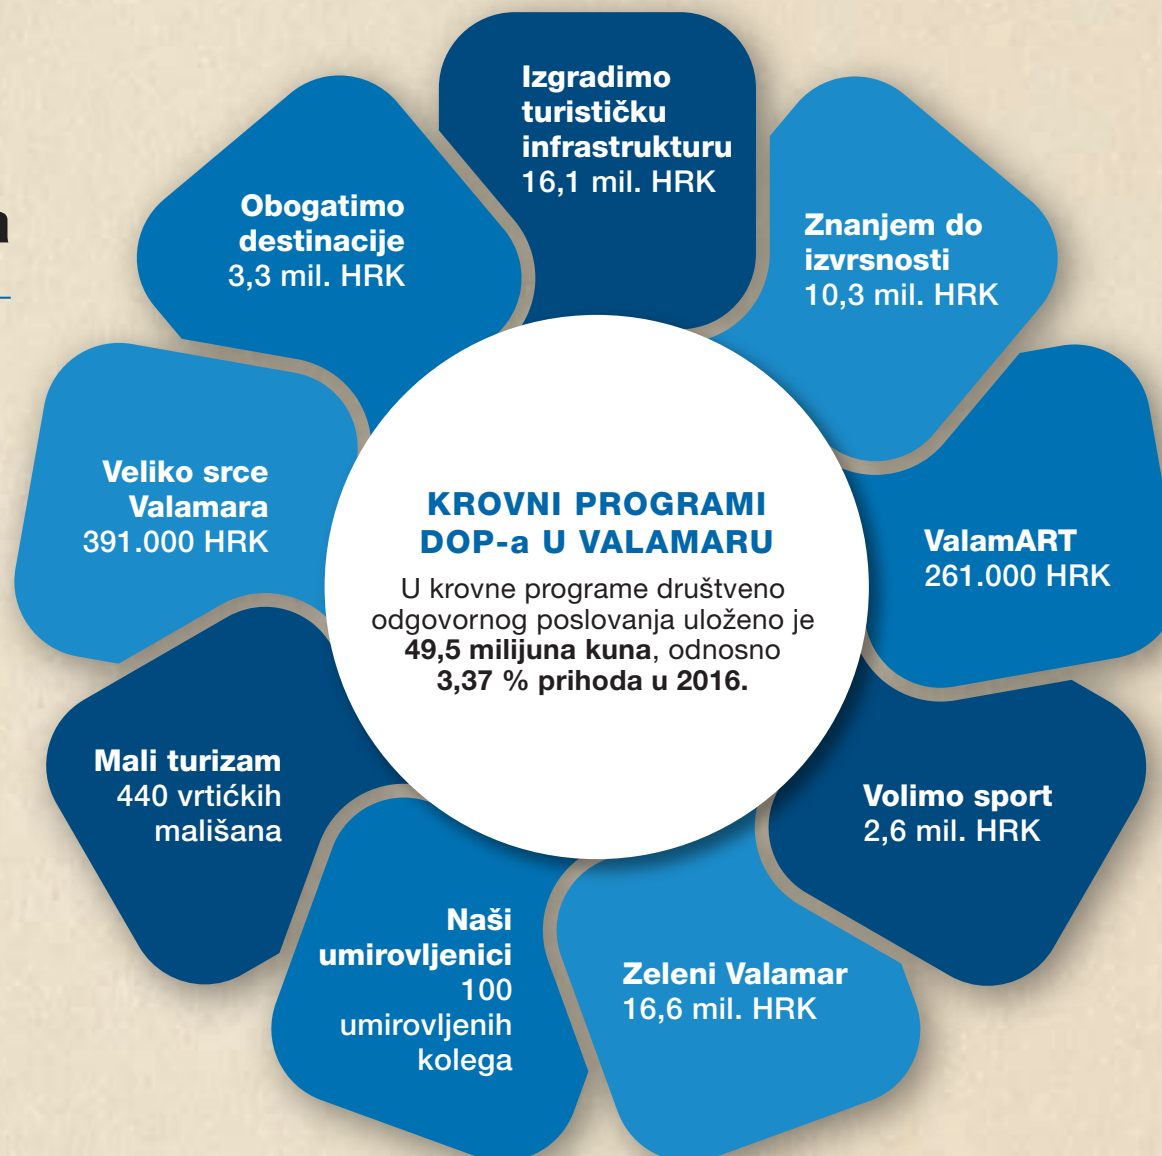 Izgradimo
turističku
infrastrukturu
16,1 mil. HRK
Znanjem do
izvrsnosti
10,3 mil. HRK
ValamART
261.000 HRK
Volimo sport
2,6 mil. HRK
Zeleni Valamar
16,6 mil. HRK
Naši
umirovljenici
100
umirovljenih
kolega
Mali turizam
440 vrtićkih
mališana
Veliko srce
Valamara
391.000 HRK
Obogatimo
destinacije
3,3 mil. HRK
KROVNI PROGRAMI
DOP-a U VALAMARU
U krovne programe društveno
odgovornog poslovanja uloženo je
49,5 milijuna kuna, odnosno
3,37 % prihoda u 2016.